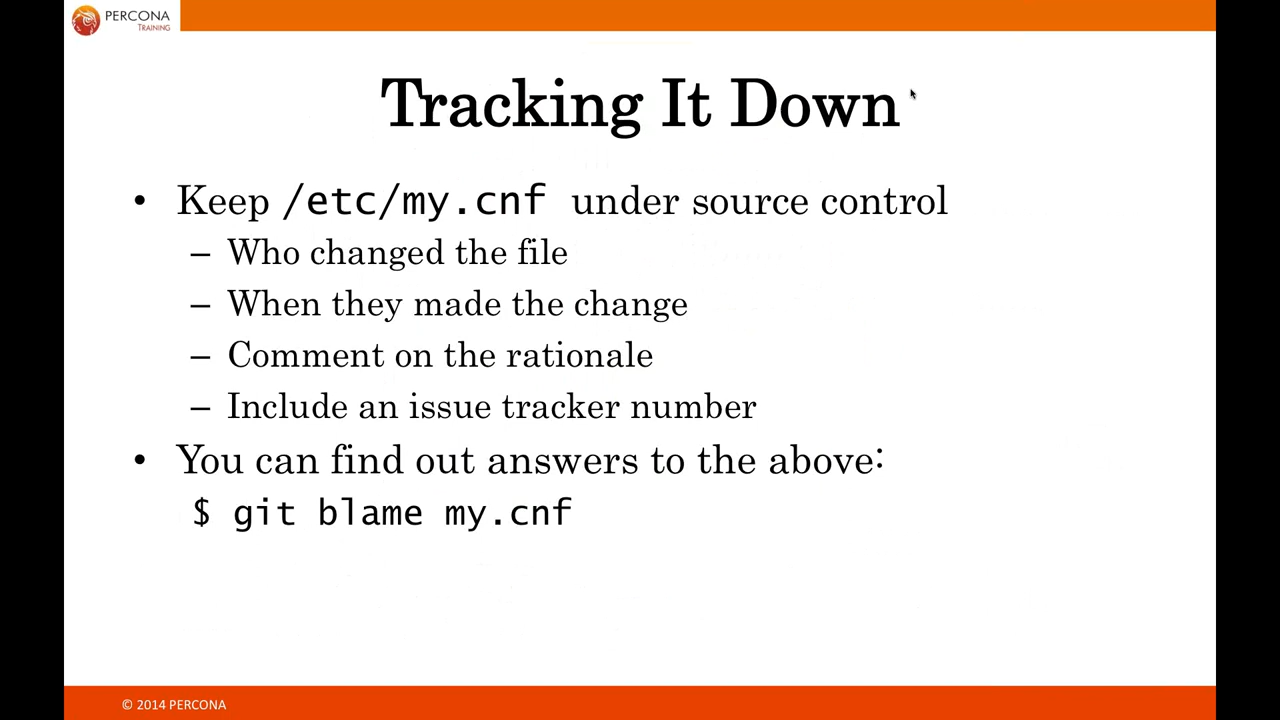 PERCONA
TRAINING
Tracking It Down
• Keep /etc/my.cnf under source control
– Who changed the file
– When they made the change
– Comment on the rationale
– Include an issue tracker number
• You can find out answers to the above:
$ git blame my.cnf
© 2014 PERCONA